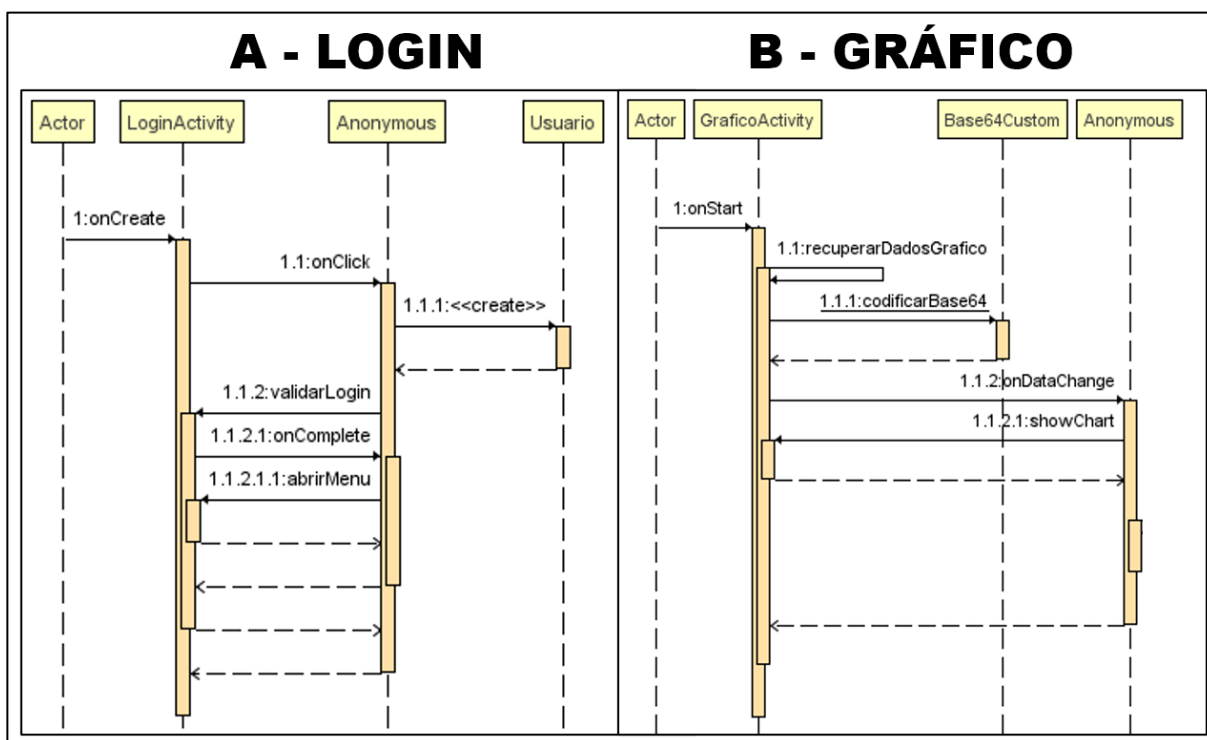 A - LOGIN
B - GRÁFICO
Actor
LoginActivity
Anonymous
Usuario
1:onCreate
1.1:onClick
1.1.1:<<create>>
1.1.2:validarLogin
1.1.2.1:onComplete
1.1.2.1.1:abrirMenu
Actor
GraficoActivity
Base64Custom
Anonymous
1:onStart
1.1:recuperarDadosGrafico
1.1.1:codificarBase64
1.1.2:onDataChange
1.1.2.1:showChart